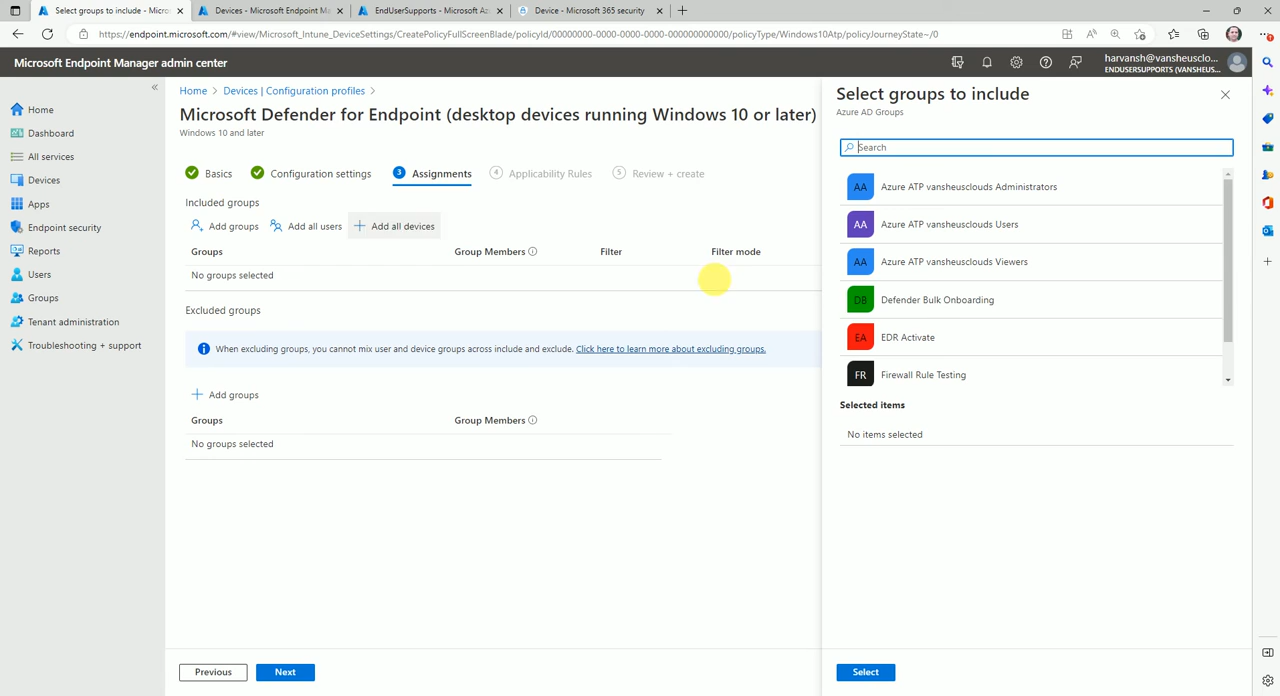 Select groups to include - Micro
Devices - Microsoft Endpoint Ma
EndUserSupports - Microsoft Az
Device - Microsoft 365 security
https://endpoint.microsoft.com/#view/Microsoft_Intune_DeviceSettings/CreatePolicyFullScreenBlade/policyId/00000000-0000-0000-0000-000000000000/policyType/Windows10Atp/policyJourneyState~/0
Microsoft Endpoint Manager admin center
harvansh@vansheusclo...
ENDUSERSUPPORTS (VANSHEUS...
Home
Dashboard
All services
Devices
Apps
Endpoint security
Reports
Users
Groups
Tenant administration
Troubleshooting + support
Home > Devices | Configuration profiles >
Microsoft Defender for Endpoint (desktop devices running Windows 10 or later)
Windows 10 and later
Basics
Configuration settings
3 Assignments
4 Applicability Rules
5 Review + create
Included groups
Add groups
Add all users
Add all devices
Groups Group Members Filter Filter mode
No groups selected
Excluded groups
When excluding groups, you cannot mix user and device groups across include and exclude. Click here to learn more about excluding groups.
Add groups
Groups Group Members
No groups selected
Previous
Next
Select groups to include
Azure AD Groups
Search
AA Azure ATP vansheusclouds Administrators
AA Azure ATP vansheusclouds Users
AA Azure ATP vansheusclouds Viewers
DB Defender Bulk Onboarding
EA EDR Activate
FR Firewall Rule Testing
Selected items
No items selected
Select